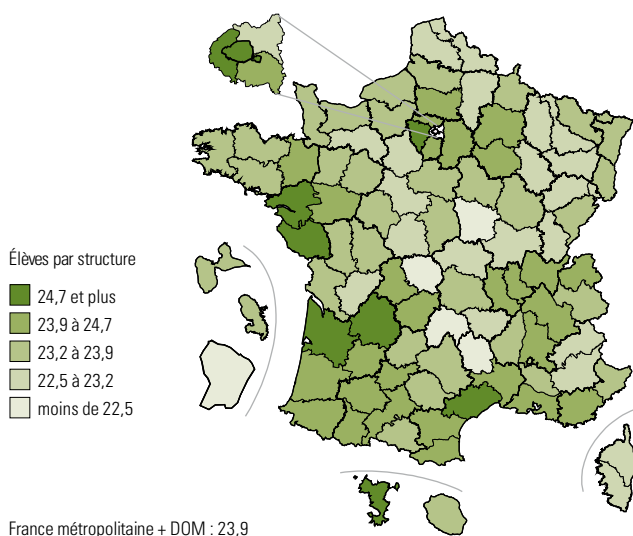 Élèves par structure
24,7 et plus
23,9 à 24,7
23,2 à 23,9
22,5 à 23,2
moins de 22,5
France métropolitaine + DOM : 23,9